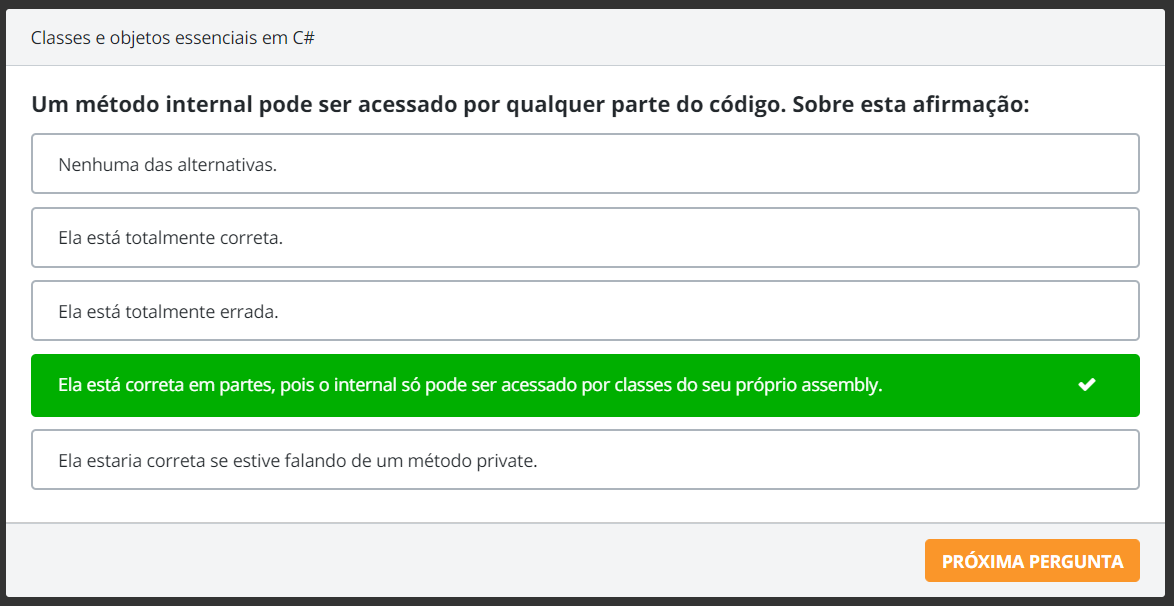 Classes e objetos essenciais em C#
Um método internal pode ser acessado por qualquer parte do código. Sobre esta afirmação:
Nenhuma das alternativas.
Ela está totalmente correta.
Ela está totalmente errada.
Ela está correta em partes, pois o internal só pode ser acessado por classes do seu próprio assembly.
Ela estaria correta se estive falando de um método private.
PRÓXIMA PERGUNTA